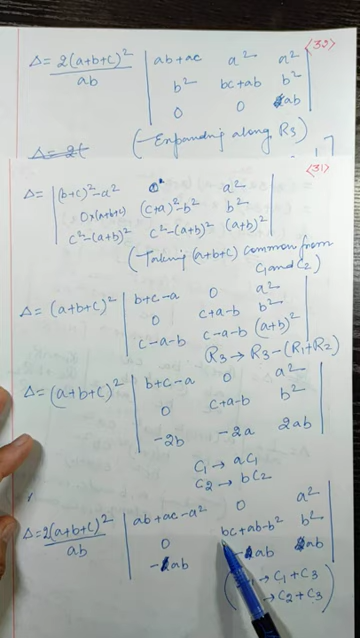 <32>
Δ = 2(a+b+c)²/ab | ab+ac a² a² |
| b² bc+ab b² |
| 0 0 2ab |
(Expanding along R₃)
Δ = 2(
<31>
Δ = | (b+c)²-a² 0² a² |
| 0×(a+b+c) (c+a)²-b² b² |
| c²-(a+b)² c²-(a+b)² (a+b)² |
(Taking (a+b+c) common from
C₁ and C₂)
Δ = (a+b+c)² | b+c-a 0 a² |
| 0 c+a-b b² |
| c-a-b c-a-b (a+b)² |
R₃ → R₃-(R₁+R₂)
Δ = (a+b+c)² | b+c-a 0 a² |
| 0 c+a-b b² |
| -2b -2a 2ab |
C₁ → aC₁
C₂ → bC₂
Δ = 2(a+b+c)²/ab | ab+ac-a² 0 a² |
| 0 bc+ab-b² b² |
| -ab -ab ab |
→ C₁+C₃
→ C₂+C₃